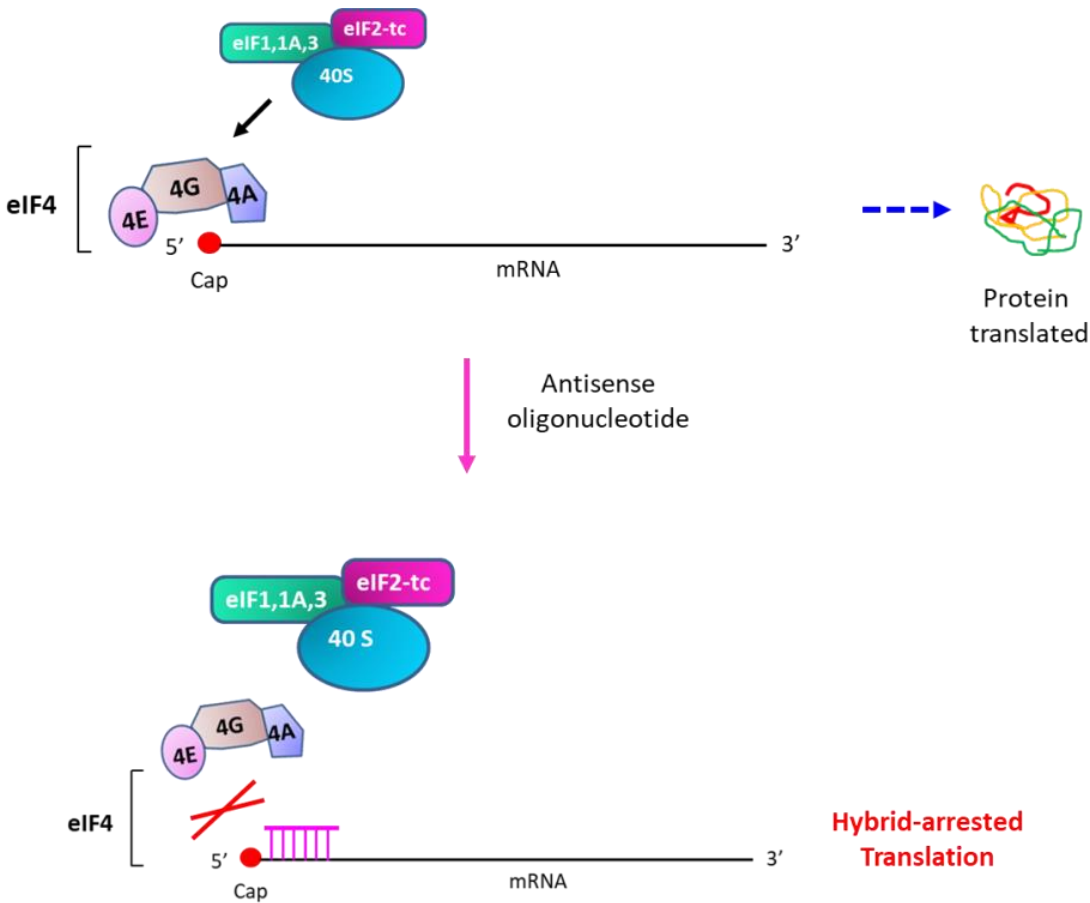 eIF2-tc
eIF1,1A,3
40S
eIF4
4G
4A
4E
5’
3’
Cap
mRNA
Protein
translated
Antisense
oligonucleotide
eIF2-tc
eIF1,1A,3
40 S
4G
4A
4E
eIF4
Hybrid-arrested
Translation
5’
3’
Cap
mRNA